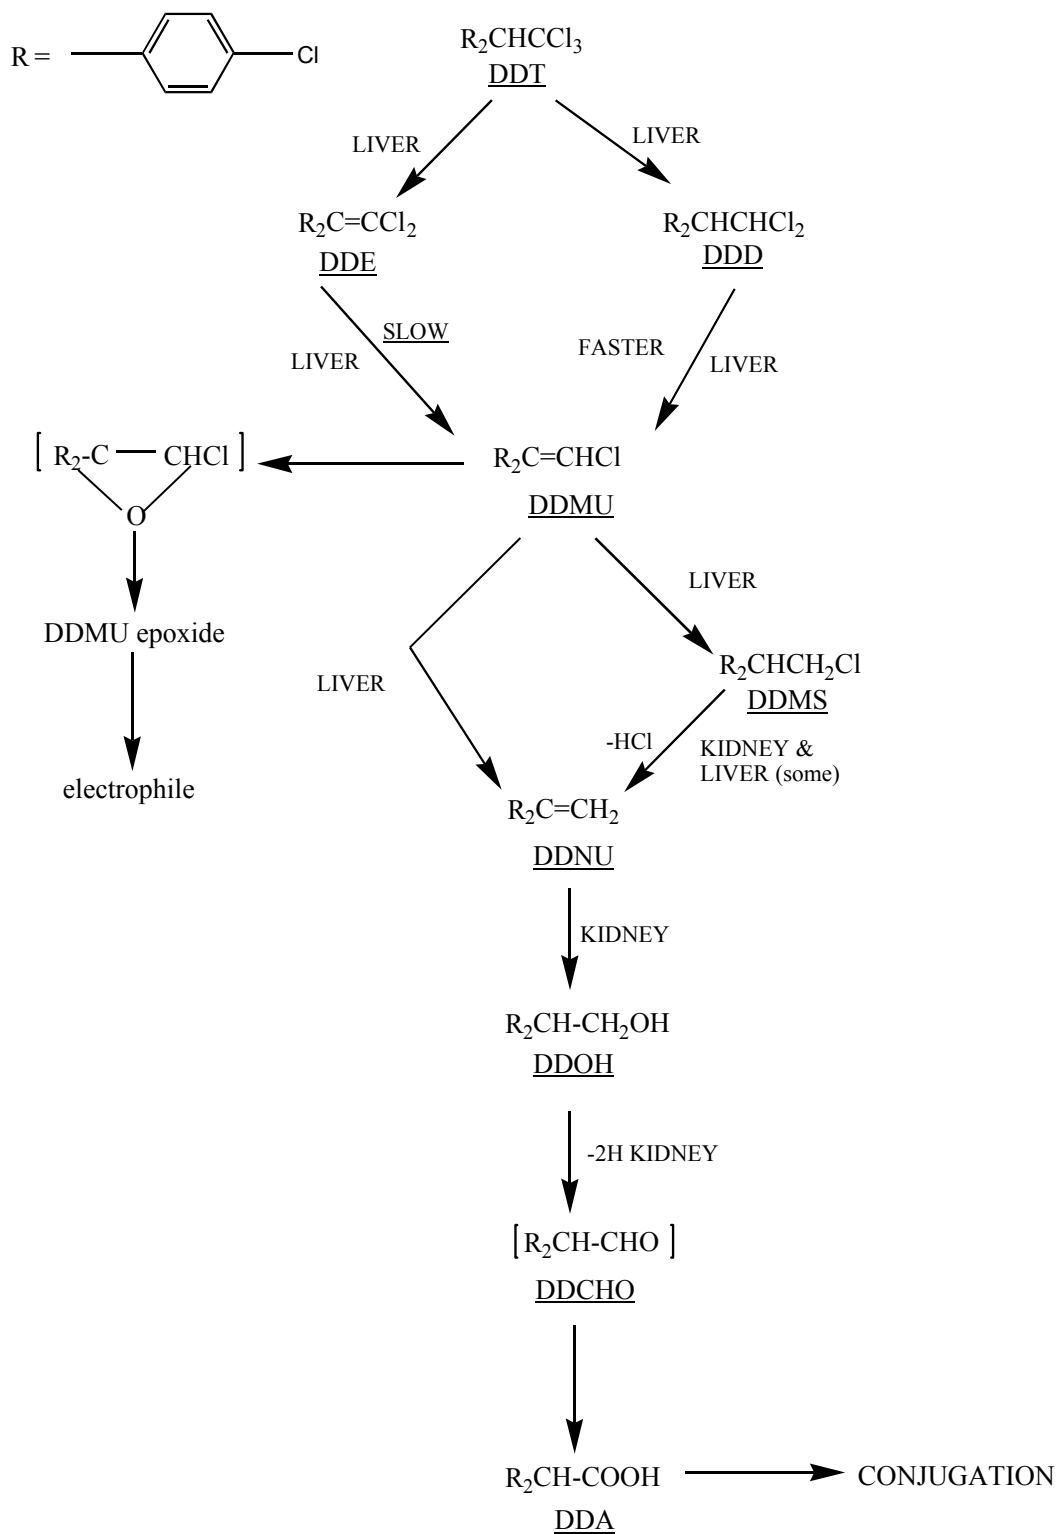 R = Cl
R₂CHCCl₃
DDT
LIVER
LIVER
R₂C=CCl₂
DDE
R₂CHCHCl₂
DDD
SLOW
LIVER
FASTER
LIVER
[ R₂-C CHCl ]
O
R₂C=CHCl
DDMU
LIVER
DDMU epoxide
R₂CHCH₂Cl
DDMS
LIVER
-HCl
KIDNEY &
LIVER (some)
electrophile
R₂C=CH₂
DDNU
KIDNEY
R₂CH-CH₂OH
DDOH
-2H KIDNEY
[ R₂CH-CHO ]
DDCHO
R₂CH-COOH
DDA
CONJUGATION